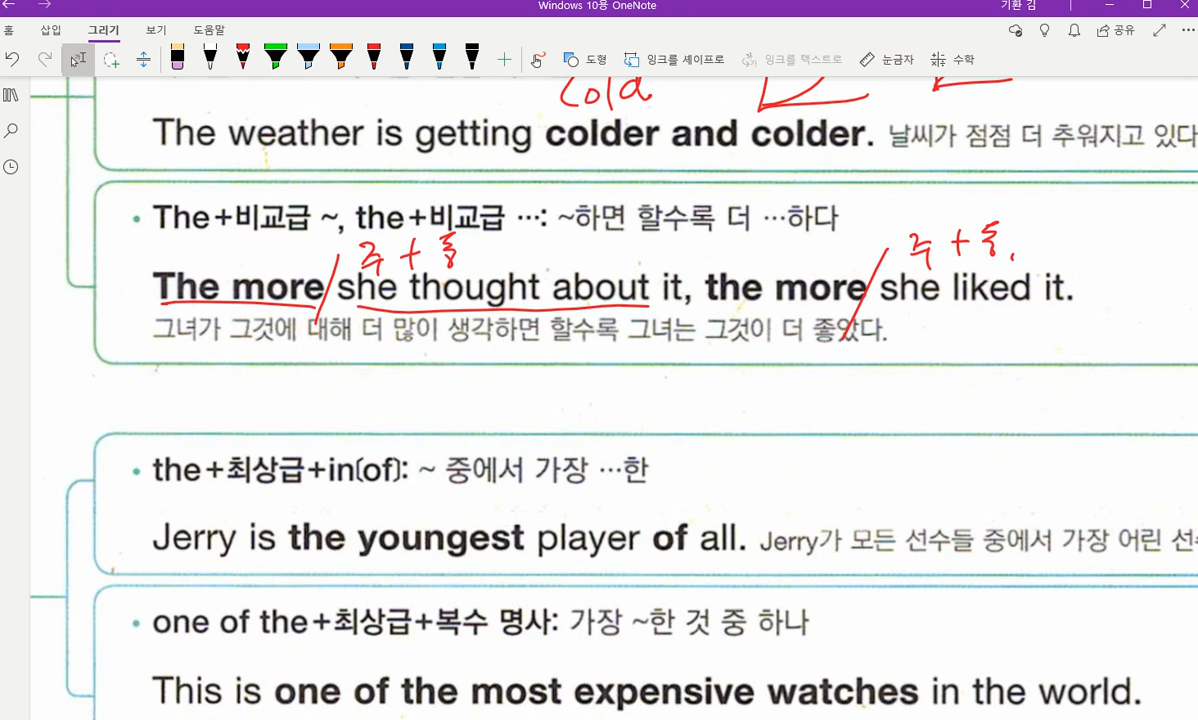 Windows 10용 OneNote
기환 김
홈 삽입 그리기 보기 도움말
공유
도형 잉크를 셰이프로 잉크를 텍스트로 눈금자 수학
cold
The weather is getting colder and colder. 날씨가 점점 더 추워지고 있다
• The+비교급 ~, the+비교급 ···: ~하면 할수록 더 ···하다
주 + 동 주 + 동.
The more she thought about it, the more she liked it.
그녀가 그것에 대해 더 많이 생각하면 할수록 그녀는 그것이 더 좋았다.
• the+최상급+in(of): ~ 중에서 가장 ···한
Jerry is the youngest player of all. Jerry가 모든 선수들 중에서 가장 어린 선
• one of the+최상급+복수 명사: 가장 ~한 것 중 하나
This is one of the most expensive watches in the world.